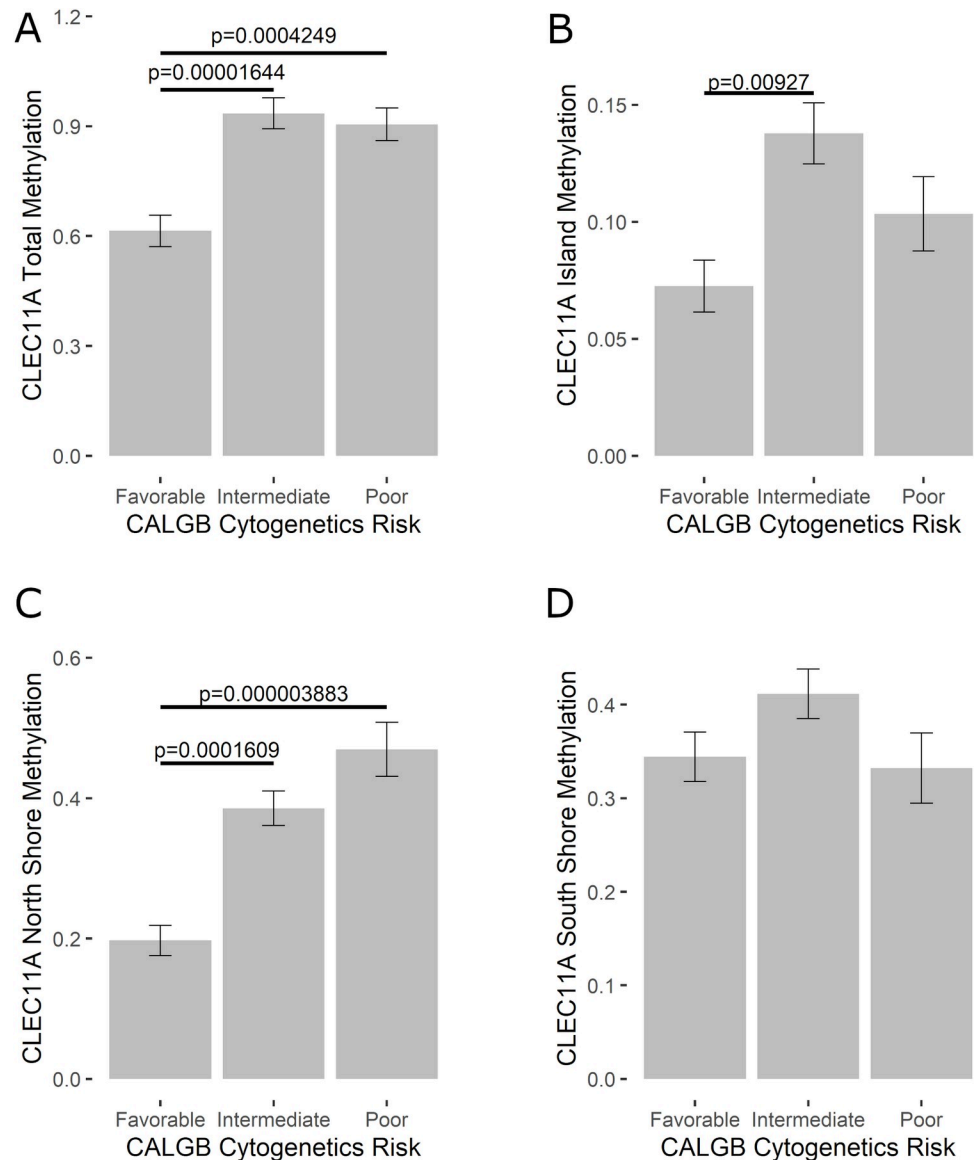 A
CLEC11A Total Methylation
1.2
0.9
0.6
0.3
0.0
p=0.0004249
p=0.00001644
Favorable Intermediate Poor
CALGB Cytogenetics Risk
B
CLEC11A Island Methylation
0.15
0.10
0.05
0.00
p=0.00927
Favorable Intermediate Poor
CALGB Cytogenetics Risk
C
CLEC11A North Shore Methylation
0.6
0.4
0.2
0.0
p=0.000003883
p=0.0001609
Favorable Intermediate Poor
CALGB Cytogenetics Risk
D
CLEC11A South Shore Methylation
0.4
0.3
0.2
0.1
0.0
Favorable Intermediate Poor
CALGB Cytogenetics Risk